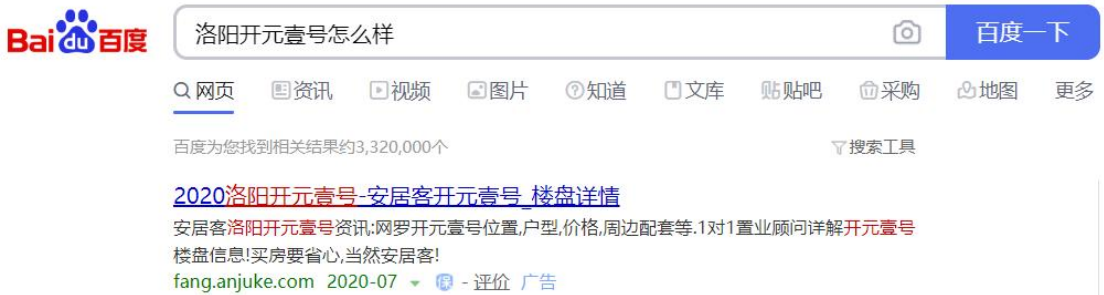 Bai du 百度 洛阳开元壹号怎么样 百度一下
网页 资讯 视频 图片 知道 文库 贴吧 采购 地图 更多
百度为您找到相关结果约3,320,000个 搜索工具
2020洛阳开元壹号-安居客开元壹号_楼盘详情
安居客洛阳开元壹号资讯:网罗开元壹号位置,户型,价格,周边配套等.1对1置业顾问详解开元壹号
楼盘信息!买房要省心,当然安居客!
fang.anjuke.com 2020-07 保 - 评价 广告